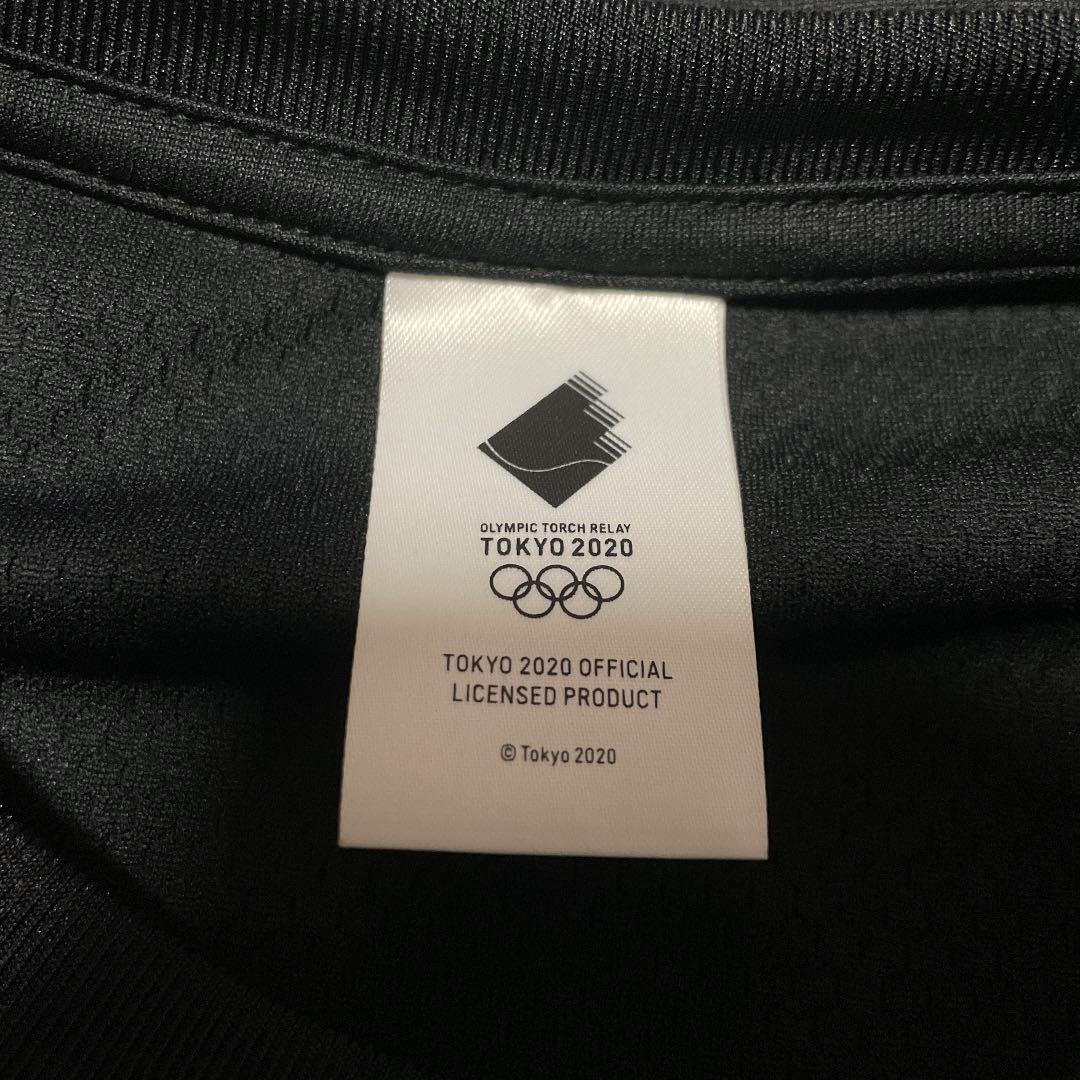 OLYMPIC TORCH RELAY
TOKYO 2020
TOKYO 2020 OFFICIAL
LICENSED PRODUCT
© Tokyo 2020